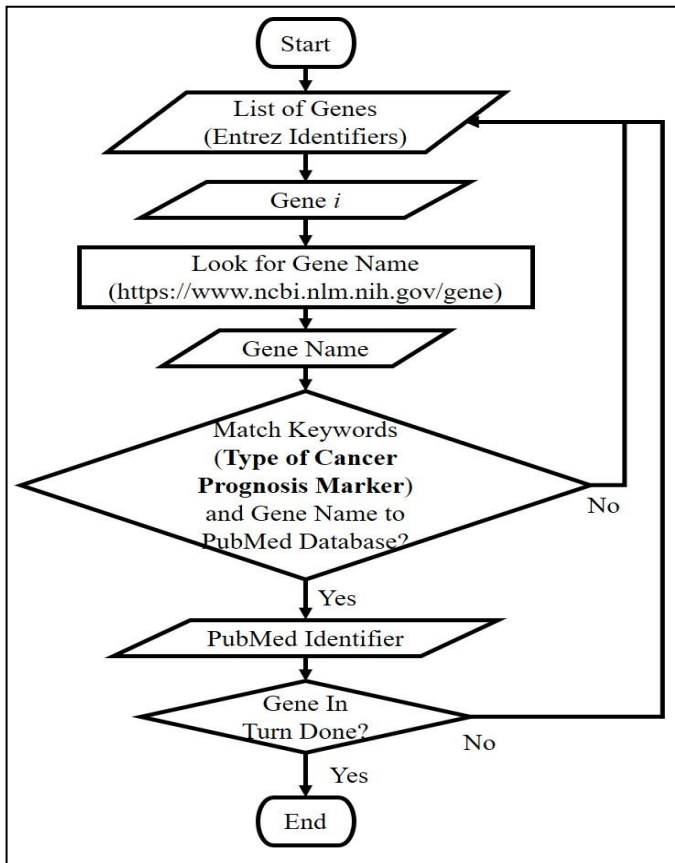 Start
List of Genes
(Entrez Identifiers)
Gene i
Look for Gene Name
(https://www.ncbi.nlm.nih.gov/gene)
Gene Name
Match Keywords
(Type of Cancer
Prognosis Marker)
and Gene Name to
PubMed Database?
No
Yes
PubMed Identifier
Gene In
Turn Done?
No
Yes
End